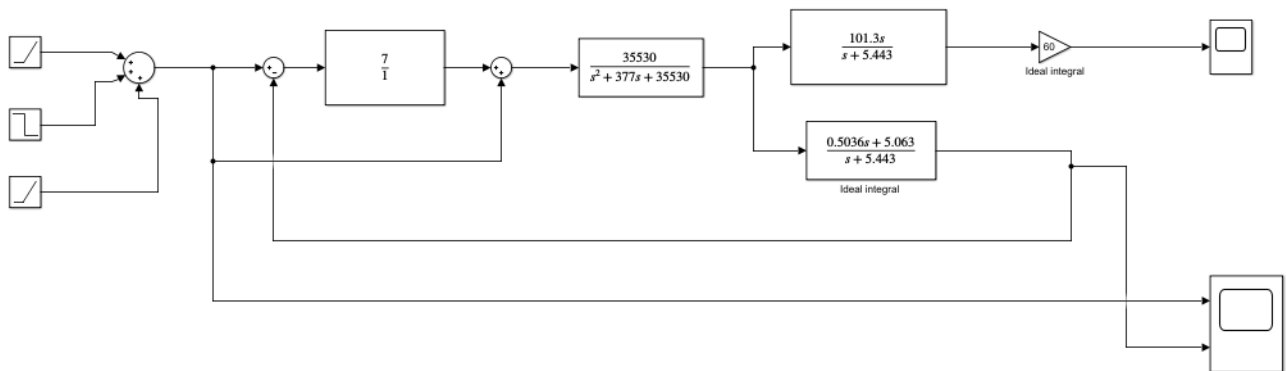 7
1
35530
s² + 377s + 35530
101.3s
s + 5.443
60
Ideal integral
0.5036s + 5.063
s + 5.443
Ideal integral